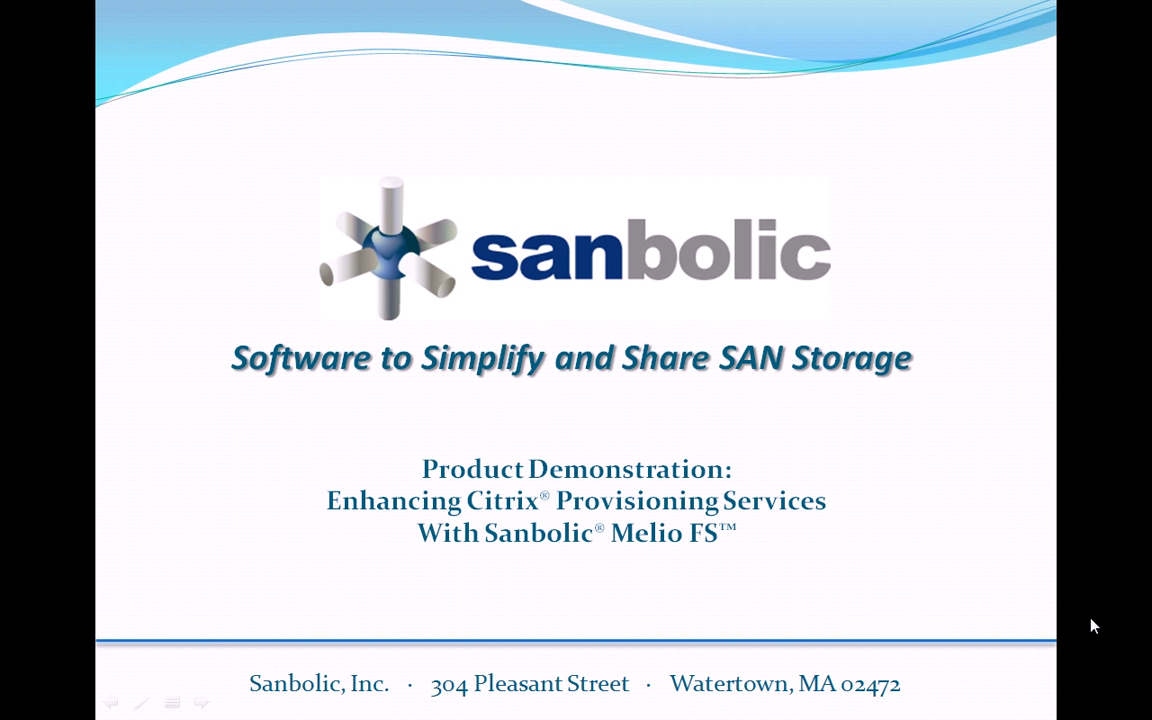 sanbolic
Software to Simplify and Share SAN Storage
Product Demonstration:
Enhancing Citrix® Provisioning Services
With Sanbolic® Melio FS™
Sanbolic, Inc. · 304 Pleasant Street · Watertown, MA 02472